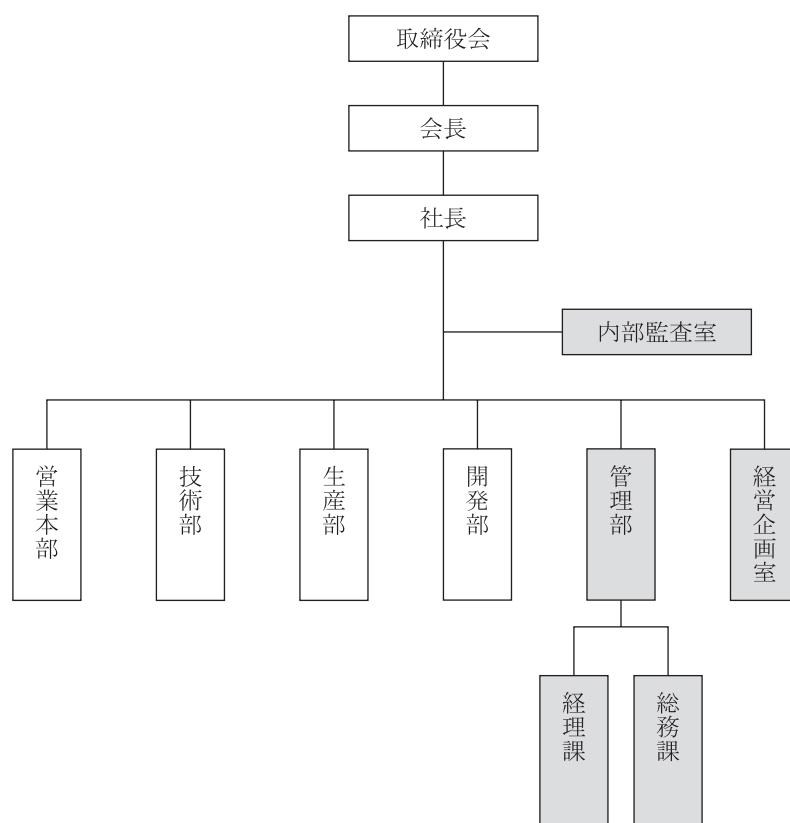 取締役会
会長
社長
内部監査室
営業本部
技術部
生産部
開発部
管理部
経営企画室
経理課
総務課